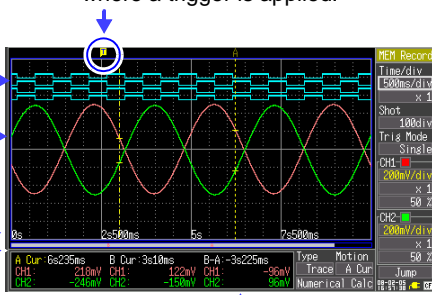 where a trigger is applied.
T
A
MEM Record
Time/div
500ms/div
× 1
Shot
100div
Trig Mode
Single
CH1-
200mV/div
× 1
50 %
CH2-
200mV/div
× 1
50 %
Jump
0s 2s500ms 5s 7s500ms
A Cur:6s235ms B Cur:3s10ms B-A:-3s225ms
CH1: 218mV CH1: 122mV CH1: -96mV
CH2: -246mV CH2: -150mV CH2: 96mV
Type Motion
Trace A Cur
Numerical Calc